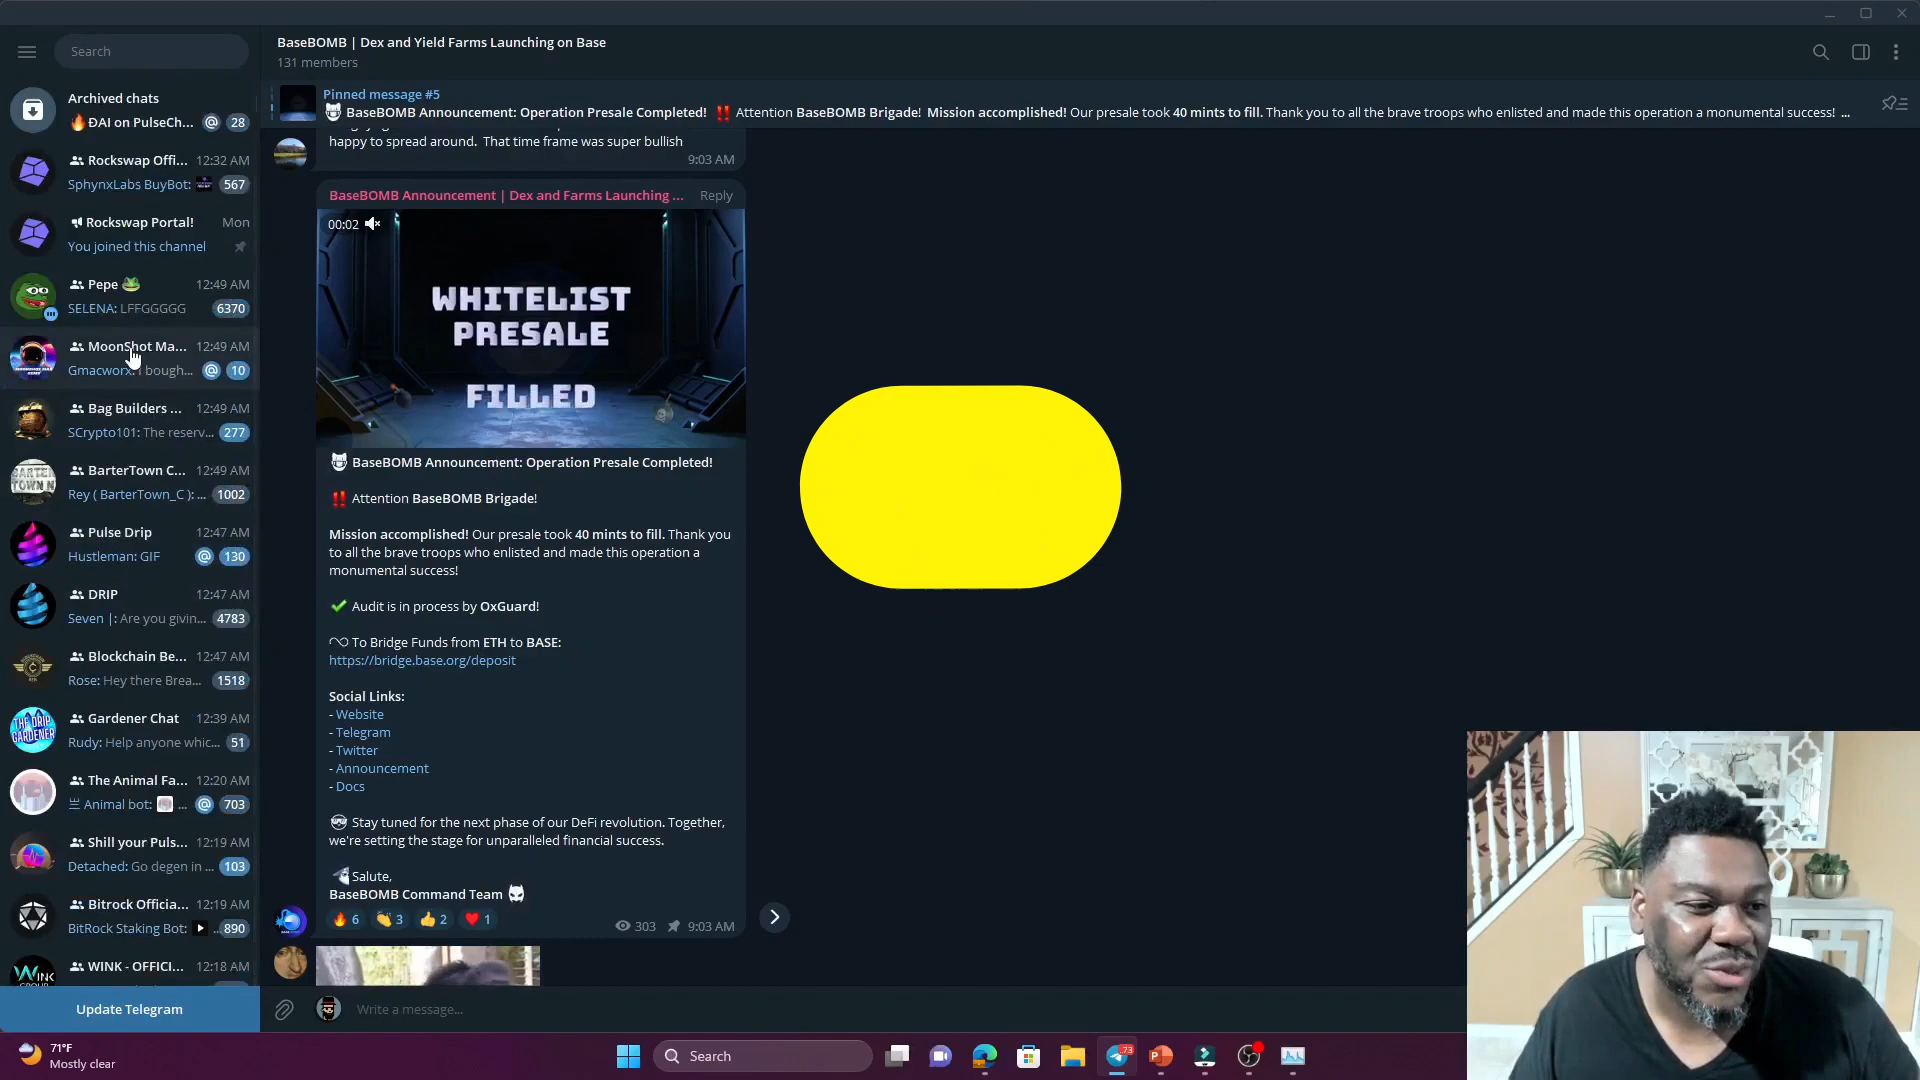 Search
Archived chats
ĐAI on PulseCh... @ 28
Rockswap Offi... 12:32 AM
SphynxLabs BuyBot: 567
Rockswap Portal! Mon
You joined this channel
Pepe 12:49 AM
SELENA: LFFGGGGG 6370
MoonShot Ma... 12:49 AM
Gmacworx: I bough... @ 10
Bag Builders ... 12:49 AM
SCrypto101: The reserv... 277
BARTER TOWN
BarterTown C... 12:49 AM
Rey ( BarterTown_C ): ... 1002
Pulse Drip 12:47 AM
Hustleman: GIF @ 130
DRIP 12:47 AM
Seven |: Are you givin... 4783
Blockchain Be... 12:47 AM
Rose: Hey there Brea... 1518
THE DRIP GARDENER
Gardener Chat 12:39 AM
Rudy: Help anyone whic... 51
The Animal Fa... 12:20 AM
Animal bot: ... @ 703
Shill your Puls... 12:19 AM
Detached: Go degen in ... 103
Bitrock Officia... 12:19 AM
BitRock Staking Bot: ... 890
WINK
WINK - OFFICI... 12:18 AM
Update Telegram
BaseBOMB | Dex and Yield Farms Launching on Base
131 members
Pinned message #5
BaseBOMB Announcement: Operation Presale Completed! ‼ Attention BaseBOMB Brigade! Mission accomplished! Our presale took 40 mints to fill. Thank you to all the brave troops who enlisted and made this operation a monumental success! ...
happy to spread around. That time frame was super bullish
9:03 AM
BaseBOMB Announcement | Dex and Farms Launching ... Reply
00:02
WHITELIST
PRESALE
FILLED
BaseBOMB Announcement: Operation Presale Completed!
‼ Attention BaseBOMB Brigade!
Mission accomplished! Our presale took 40 mints to fill. Thank you
to all the brave troops who enlisted and made this operation a
monumental success!
Audit is in process by OxGuard!
To Bridge Funds from ETH to BASE:
https://bridge.base.org/deposit
Social Links:
- Website
- Telegram
- Twitter
- Announcement
- Docs
Stay tuned for the next phase of our DeFi revolution. Together,
we're setting the stage for unparalleled financial success.
Salute,
BaseBOMB Command Team
6 3 2 1 303 9:03 AM
Write a message...
71°F
Mostly clear
Search
73